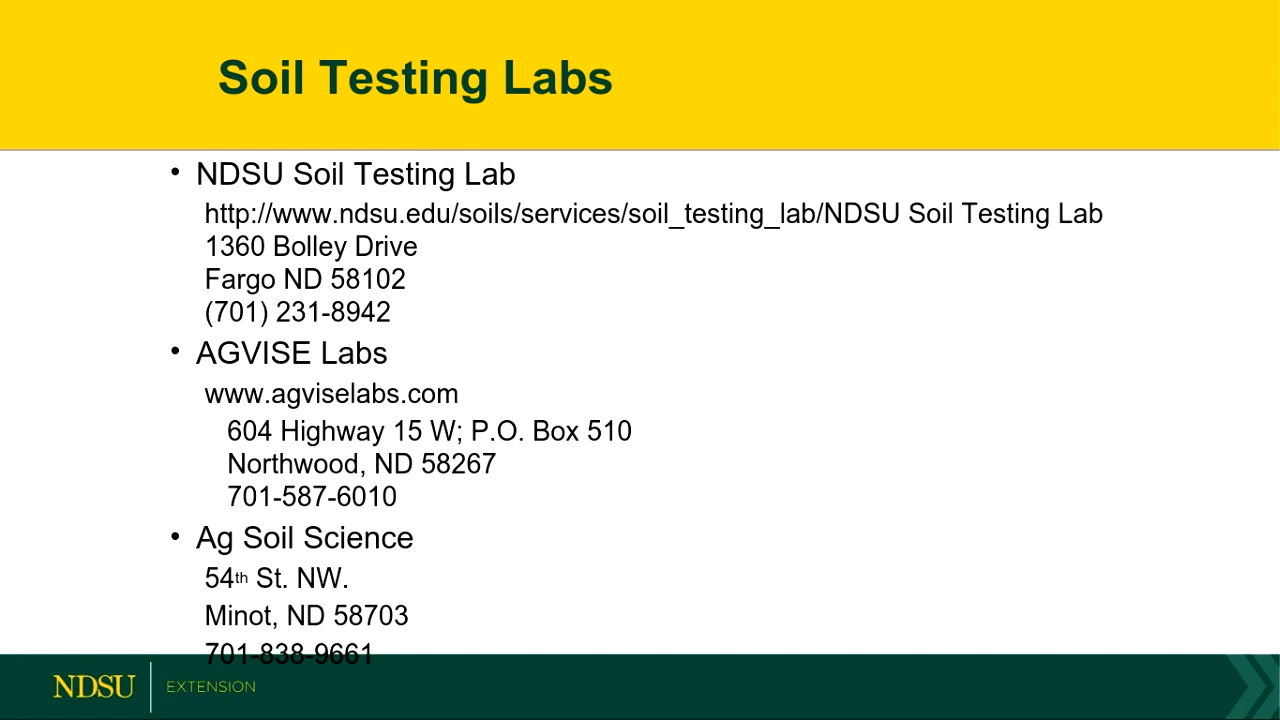 Soil Testing Labs
• NDSU Soil Testing Lab
http://www.ndsu.edu/soils/services/soil_testing_lab/NDSU Soil Testing Lab
1360 Bolley Drive
Fargo ND 58102
(701) 231-8942
• AGVISE Labs
www.agviselabs.com
604 Highway 15 W; P.O. Box 510
Northwood, ND 58267
701-587-6010
• Ag Soil Science
54th St. NW.
Minot, ND 58703
701-838-9661
NDSU EXTENSION